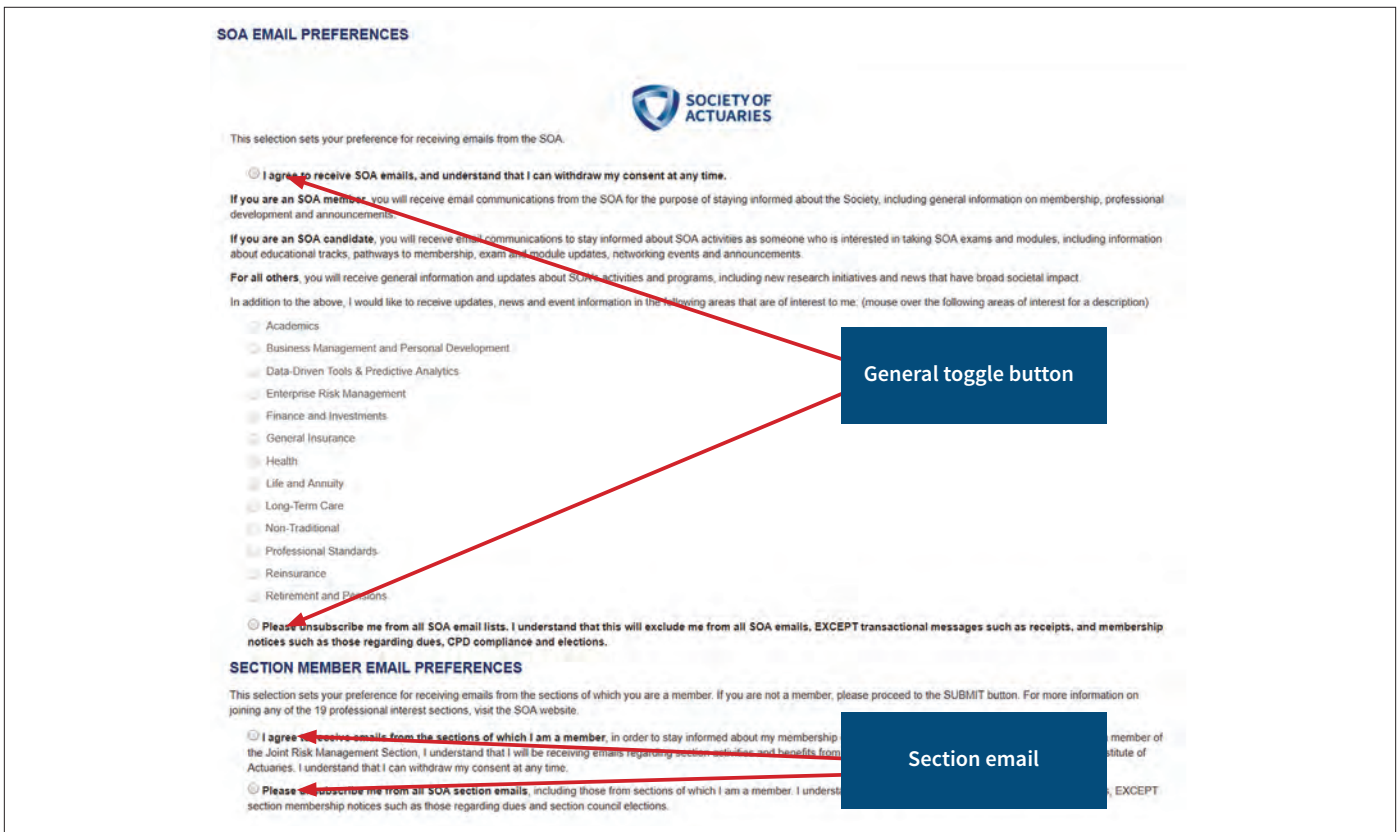 SOA EMAIL PREFERENCES
SOCIETY OF
ACTUARIES
This selection sets your preference for receiving emails from the SOA.
I agree to receive SOA emails, and understand that I can withdraw my consent at any time.
If you are an SOA member, you will receive email communications from the SOA for the purpose of staying informed about the Society, including general information on membership, professional
development and announcements.
If you are an SOA candidate, you will receive email communications to stay informed about SOA activities as someone who is interested in taking SOA exams and modules, including information
about educational tracks, pathways to membership, exam and module updates, networking events and announcements.
For all others, you will receive general information and updates about SOA's activities and programs, including new research initiatives and news that have broad societal impact.
In addition to the above, I would like to receive updates, news and event information in the following areas that are of interest to me. (mouse over the following areas of interest for a description)
Academics
Business Management and Personal Development
Data-Driven Tools & Predictive Analytics
Enterprise Risk Management
General toggle button
Finance and Investments
General Insurance
Health
Life and Annuity
Long-Term Care
Non-Traditional
Professional Standards
Reinsurance
Retirement and Pensions
Please unsubscribe me from all SOA email lists. I understand that this will exclude me from all SOA emails, EXCEPT transactional messages such as receipts, and membership
notices such as those regarding dues, CPD compliance and elections.
SECTION MEMBER EMAIL PREFERENCES
This selection sets your preference for receiving emails from the sections of which you are a member. If you are not a member, please proceed to the SUBMIT button. For more information on
joining any of the 19 professional interest sections, visit the SOA website.
I agree to receive emails from the sections of which I am a member, in order to stay informed about my membership member of
the Joint Risk Management Section, I understand that I will be receiving emails regarding section activities and benefits from stitute of
Actuaries. I understand that I can withdraw my consent at any time.
Section email
Please unsubscribe me from all SOA section emails, including those from sections of which I am a member. I underst EXCEPT
section membership notices such as those regarding dues and section council elections.